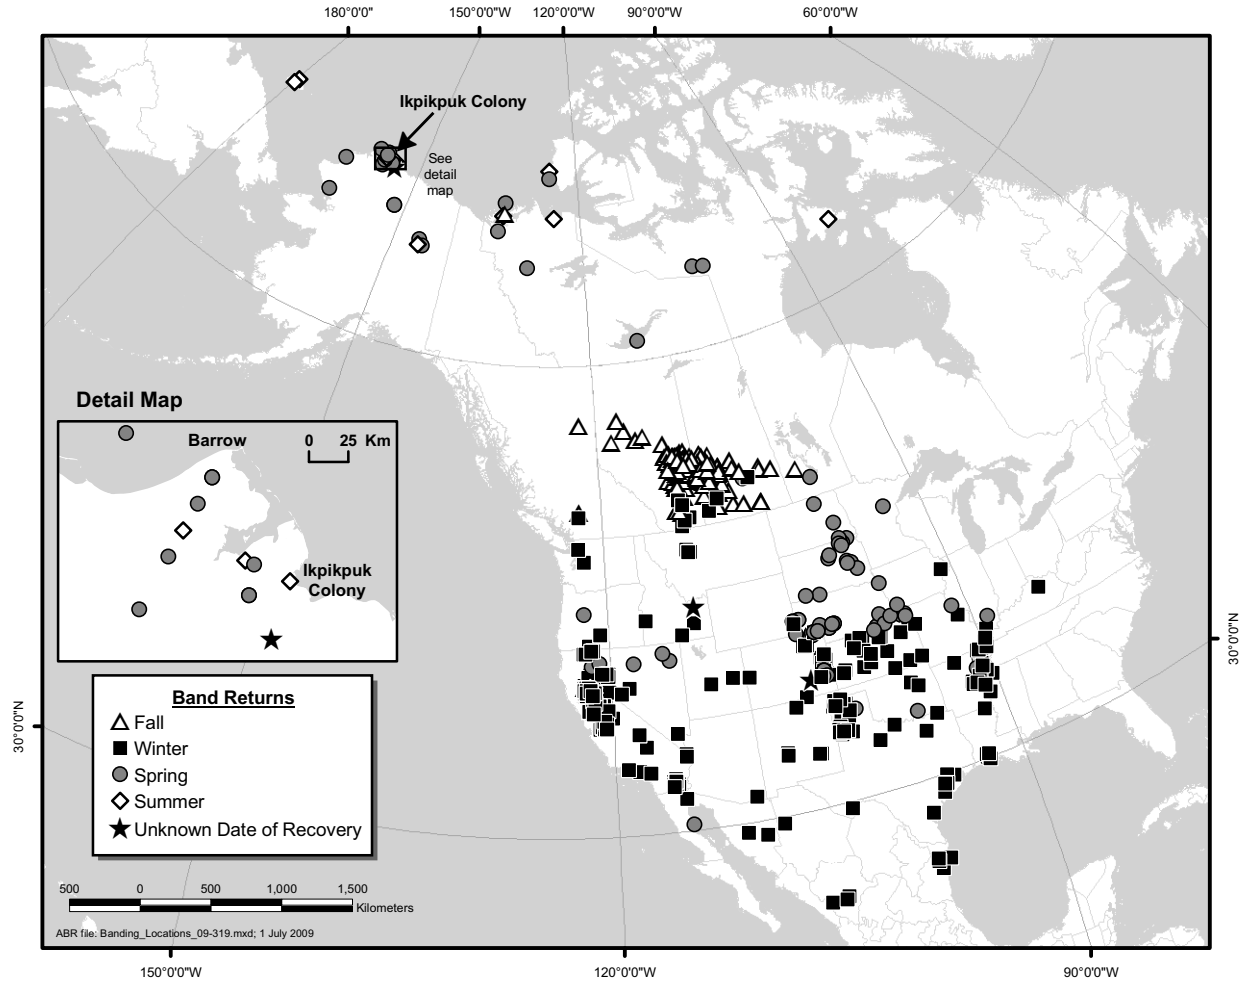 180°0'0" 150°0'0"W 120°0'0"W 90°0'0"W 60°0'0"W
Ikpikpuk Colony
See
detail
map
Detail Map
Barrow
0 25 Km
Ikpikpuk
Colony
30°0'0"N
30°0'0"N
Band Returns
Fall
Winter
Spring
Summer
Unknown Date of Recovery
500 0 500 1,000 1,500
Kilometers
ABR file: Banding_Locations_09-319.mxd; 1 July 2009
150°0'0"W 120°0'0"W 90°0'0"W